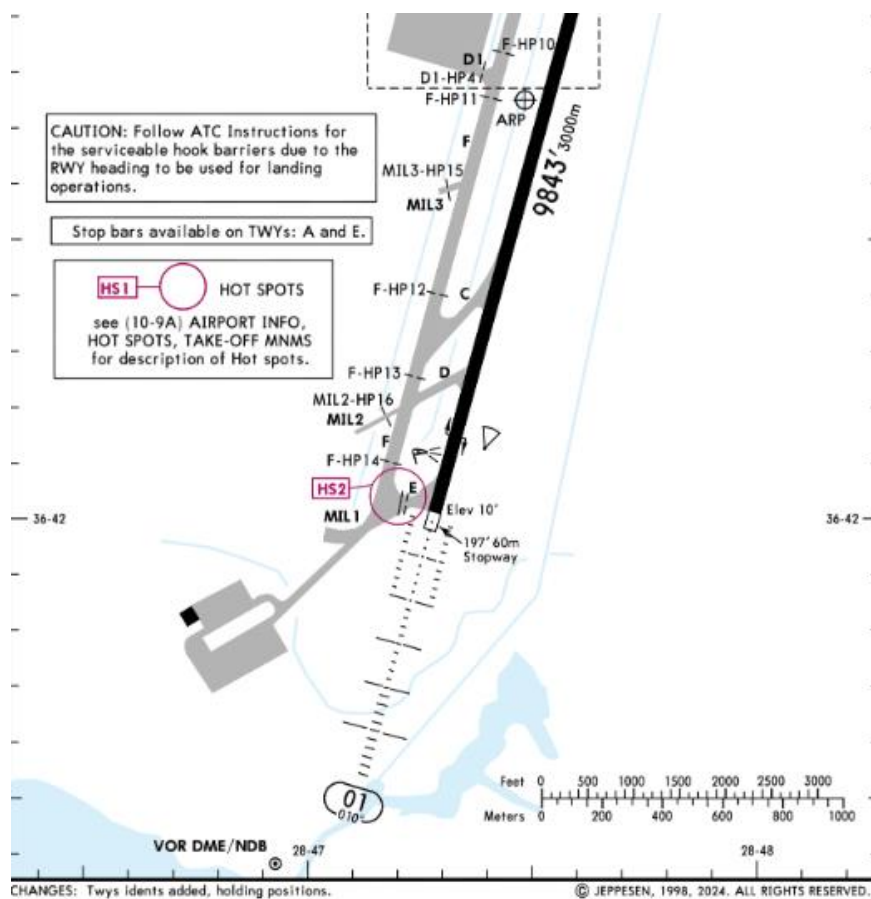 F-HP10
D1
D1-HP4
F-HP11
ARP
CAUTION: Follow ATC Instructions for
the serviceable hook barriers due to the
RWY heading to be used for landing
operations.
F
9843' 3000m
MIL3-HP15
MIL3
Stop bars available on TWYs: A and E.
HS1 HOT SPOTS
see (10-9A) AIRPORT INFO,
HOT SPOTS, TAKE-OFF MNMS
for description of Hot spots.
F-HP12
C
F-HP13
D
MIL2-HP16
MIL2
F
F-HP14
HS2
E
MIL1
Elev 10'
36-42
36-42
197' 60m
Stopway
01
010°
Feet 0 500 1000 1500 2000 2500 3000
Meters 0 200 400 600 800 1000
VOR DME/NDB
28-47
28-48
CHANGES: Twys idents added, holding positions.
© JEPPESEN, 1998, 2024. ALL RIGHTS RESERVED.